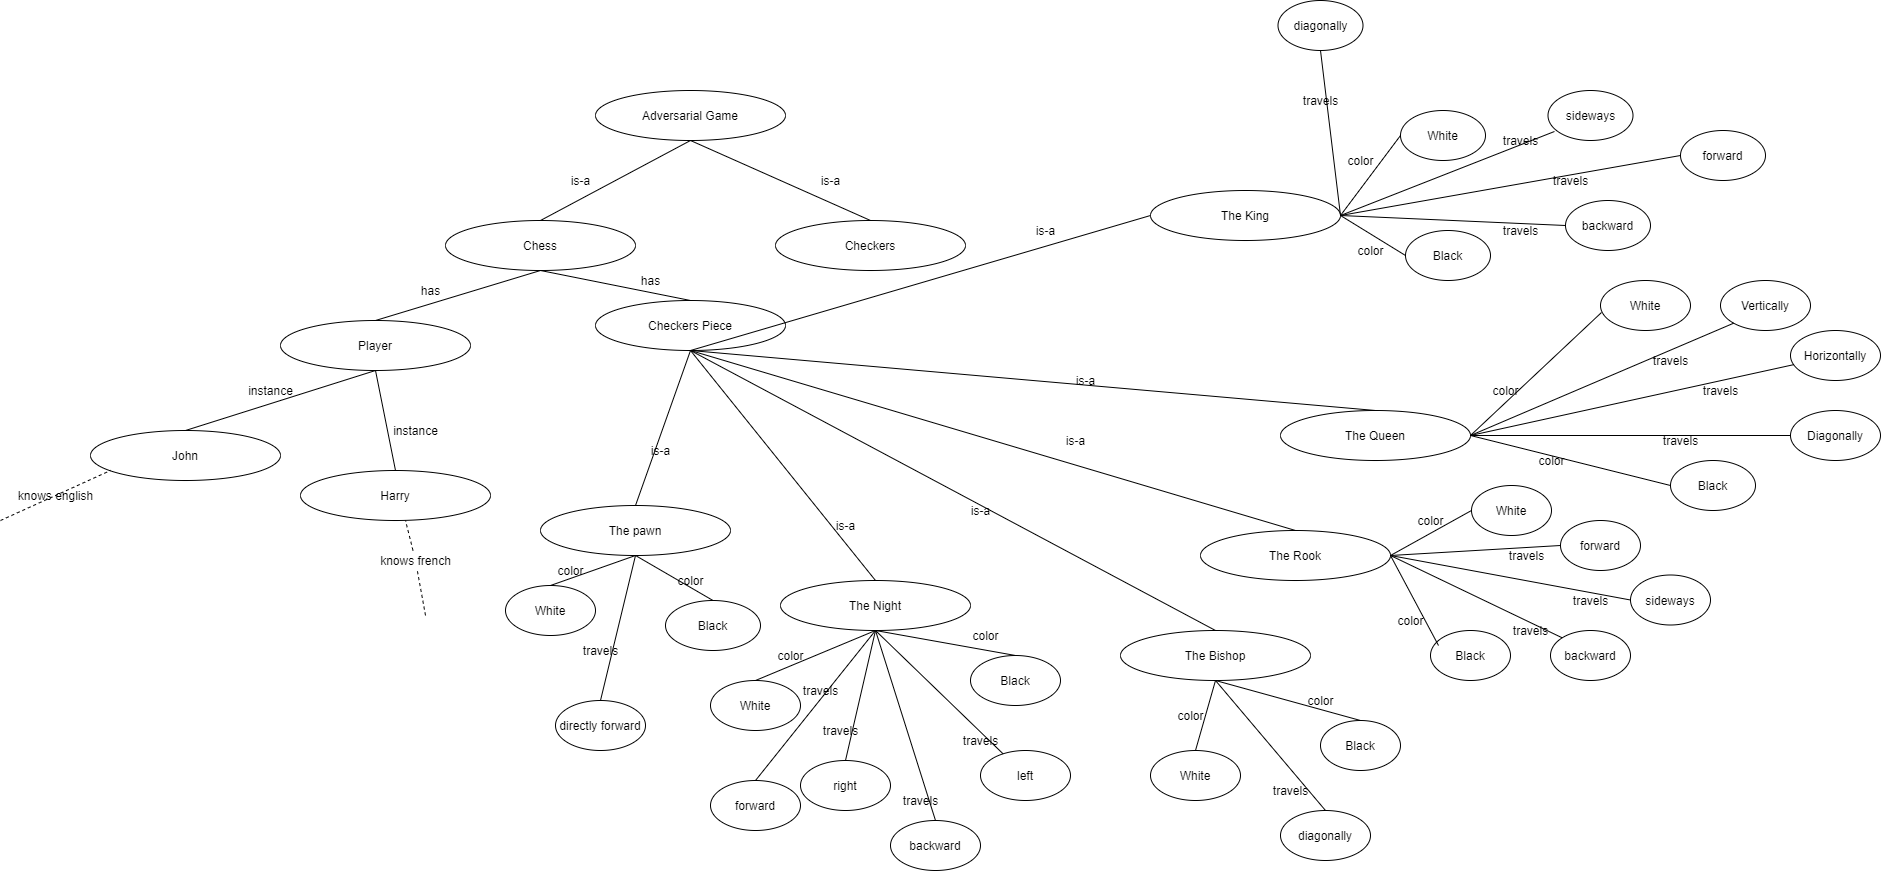 diagonally
travels
Adversarial Game
is-a
is-a
Chess
Checkers
has
has
Player
Checkers Piece
instance
instance
John
Harry
knows english
knows french
is-a
The King
color
White
travels
sideways
travels
forward
travels
backward
color
Black
is-a
The Queen
color
White
travels
Vertically
travels
Horizontally
travels
Diagonally
color
Black
is-a
The Rook
color
White
travels
forward
travels
sideways
travels
backward
color
Black
is-a
The pawn
color
White
color
Black
travels
directly forward
is-a
The Night
color
White
color
Black
travels
forward
travels
right
travels
backward
travels
left
is-a
The Bishop
color
White
color
Black
travels
diagonally